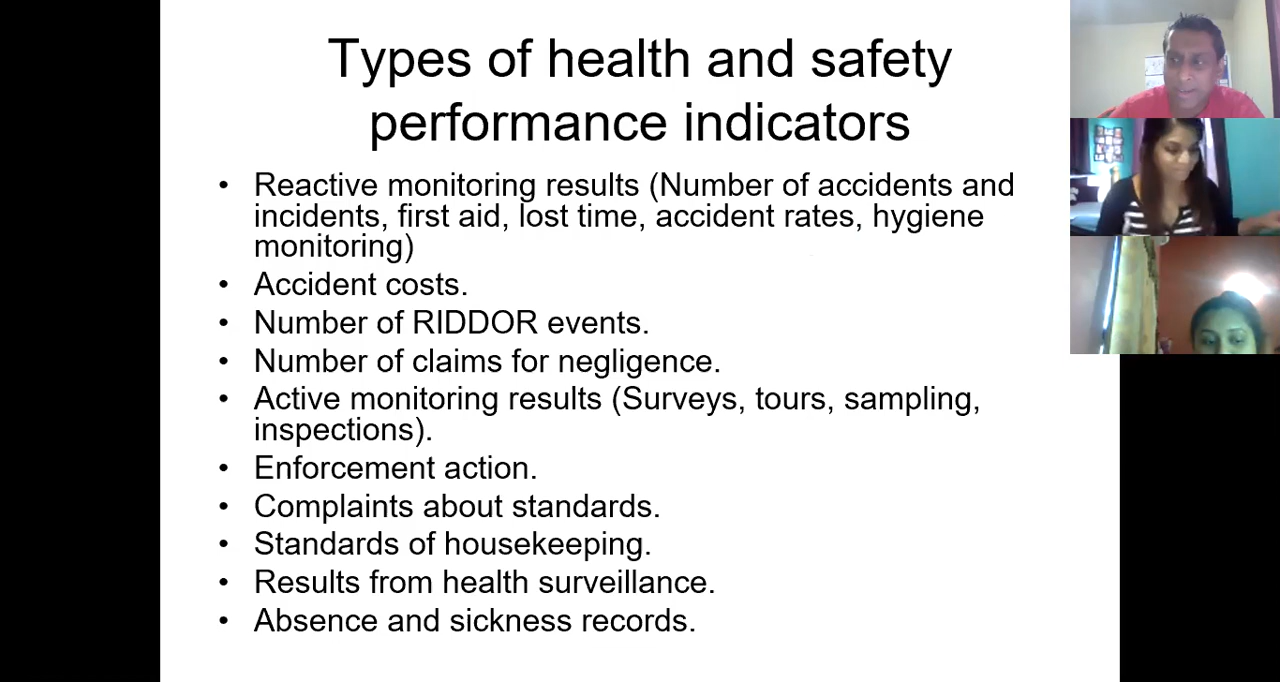 Types of health and safety
performance indicators
• Reactive monitoring results (Number of accidents and
incidents, first aid, lost time, accident rates, hygiene
monitoring)
• Accident costs.
• Number of RIDDOR events.
• Number of claims for negligence.
• Active monitoring results (Surveys, tours, sampling,
inspections).
• Enforcement action.
• Complaints about standards.
• Standards of housekeeping.
• Results from health surveillance.
• Absence and sickness records.